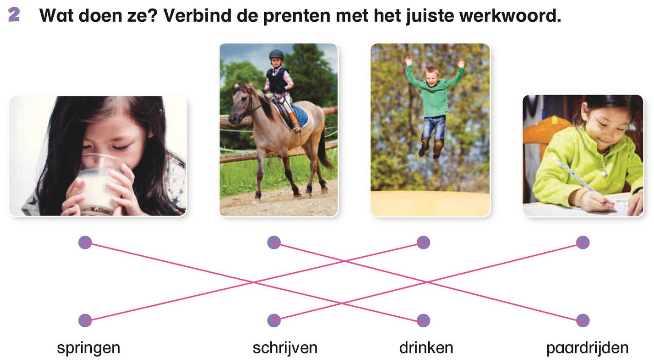 2 Wat doen ze? Verbind de prenten met het juiste werkwoord.
springen schrijven drinken paardrijden